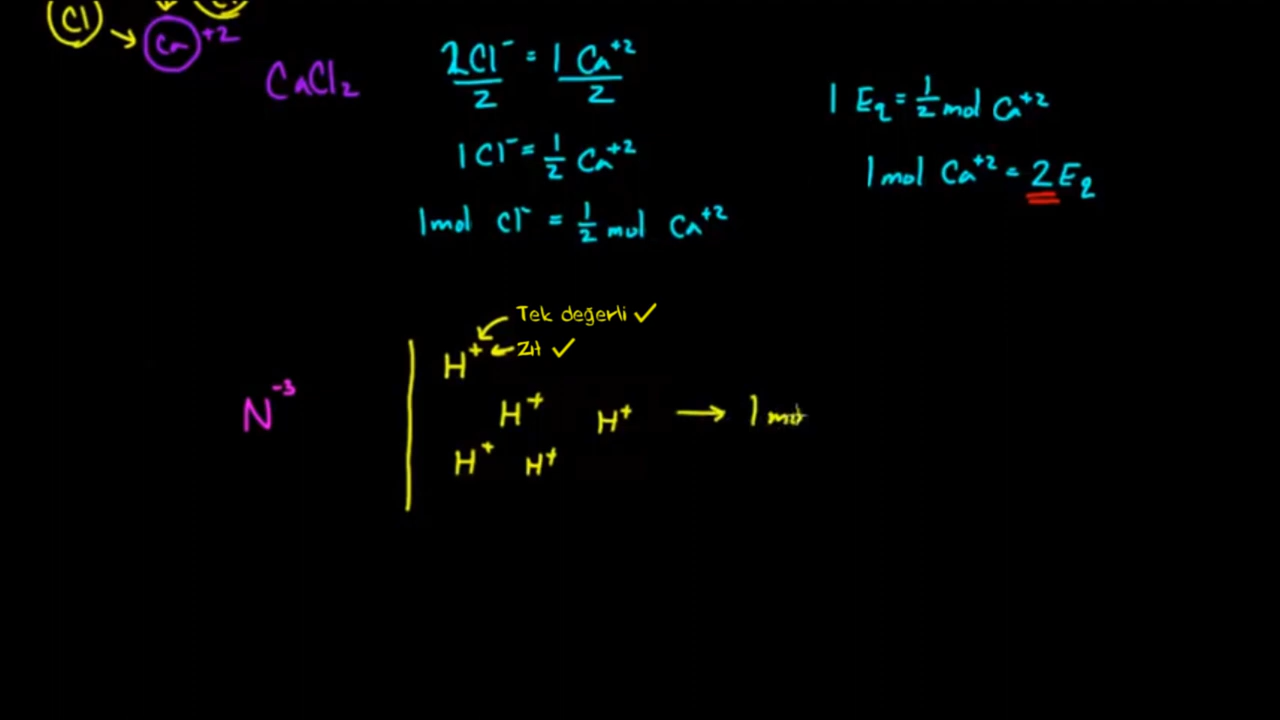 Cl → Ca+2
CaCl2
2Cl⁻/2 = 1 Ca+2/2
1 Cl⁻ = 1/2 Ca+2
1 mol Cl⁻ = 1/2 mol Ca+2
1 Eq = 1/2 mol Ca+2
1 mol Ca+2 = 2 Eq
N-3
Tek değerli ✓
Zıt ✓
H+
H+ H+ → 1 mol
H+ H+